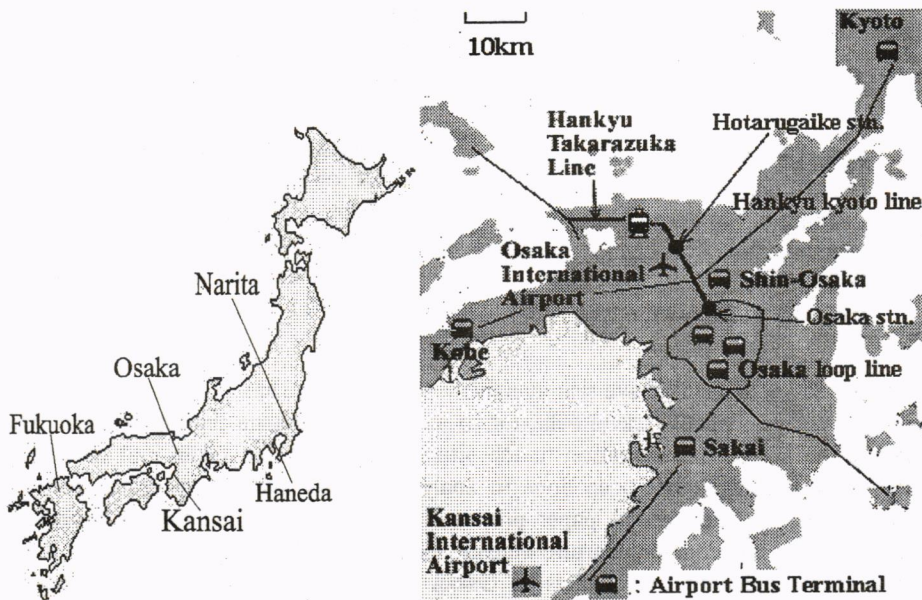 Narita
Osaka
Fukuoka
Haneda
Kansai
10km
Kyoto
Hankyu
Takarazuka
Line
Hotarugaike stn.
Hankyu kyoto line
Osaka
International
Airport
Shin-Osaka
Osaka stn.
Kobe
Osaka loop line
Sakai
Kansai
International
Airport
: Airport Bus Terminal